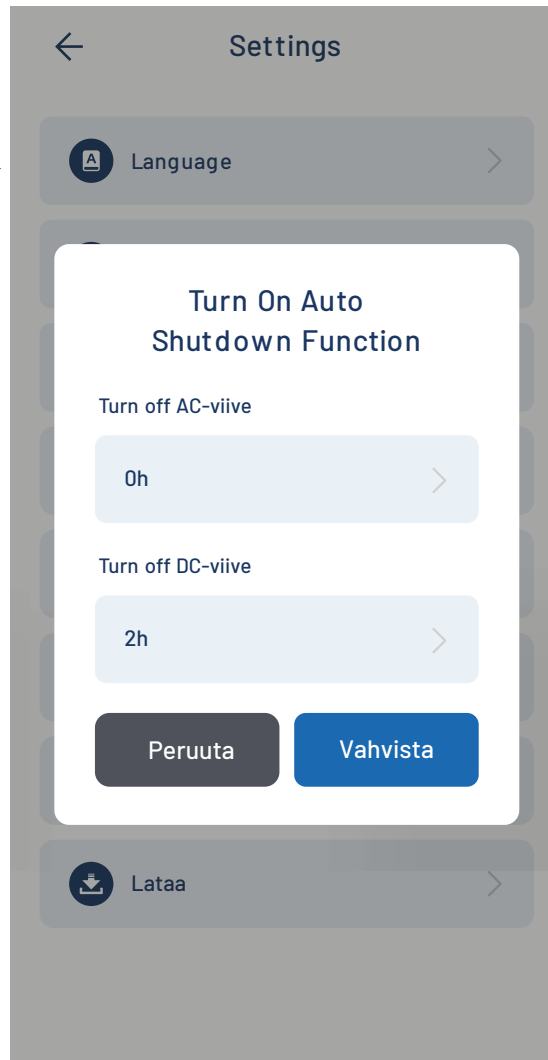 Settings
Language
Turn On Auto
Shutdown Function
Turn off AC-viive
0h
Turn off DC-viive
2h
Peruuta
Vahvista
Lataa